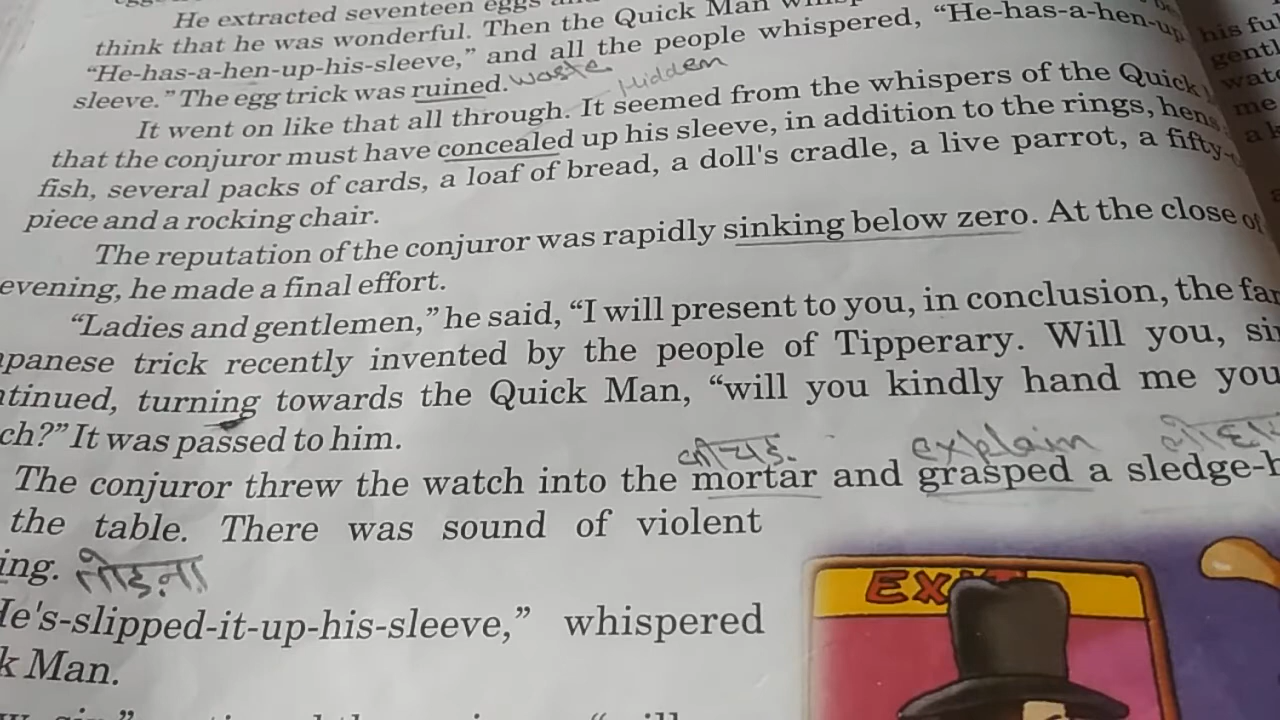 He extracted seventeen eggs
think that he was wonderful. Then the Quick Man
“He-has-a-hen-up-his-sleeve,” and all the people whispered, “He-has-a-hen-up
sleeve.” The egg trick was ruined. waste
Hidden
It went on like that all through. It seemed from the whispers of the Quick
that the conjuror must have concealed up his sleeve, in addition to the rings, hens
fish, several packs of cards, a loaf of bread, a doll's cradle, a live parrot, a fifty-
piece and a rocking chair.
The reputation of the conjuror was rapidly sinking below zero. At the close of
evening, he made a final effort.
“Ladies and gentlemen,” he said, “I will present to you, in conclusion, the
panese trick recently invented by the people of Tipperary. Will you,
ntinued, turning towards the Quick Man, “will you kindly hand me
ch?” It was passed to him.
explain
The conjuror threw the watch into the mortar and grasped a sledge-
the table. There was sound of violent
ing. तोड़ना
He's-slipped-it-up-his-sleeve,” whispered
k Man.
EX